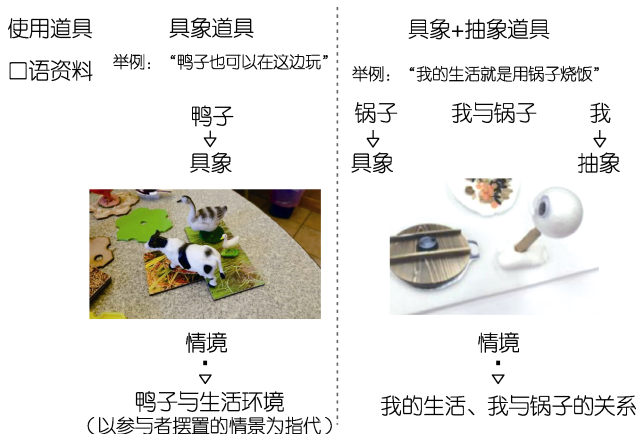 使用道具
具象道具
具象+抽象道具
口语资料
举例：“鸭子也可以在这边玩”
举例：“我的生活就是用锅子烧饭”
鸭子
具象
锅子
我与锅子
我
具象
抽象
情境
鸭子与生活环境
（以参与者摆置的情景为指代）
情境
我的生活、我与锅子的关系